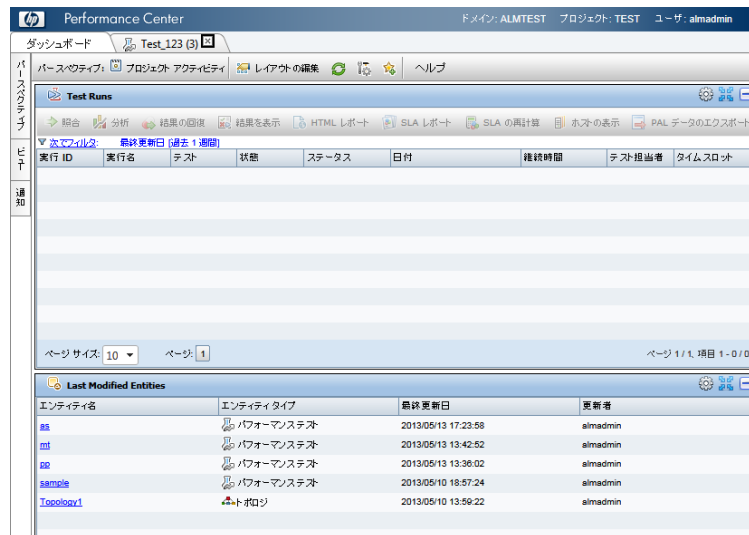 hp Performance Center ドメイン: ALMTEST プロジェクト: TEST ユーザ: almadmin
ダッシュボード Test_123 (3)
パースペクティブ: プロジェクト アクティビティ レイアウトの編集 ヘルプ
パースペクティブ
ビュー
通知
Test Runs
照合 分析 結果の回復 結果を表示 HTML レポート SLA レポート SLA の再計算 ホストの表示 PAL データのエクスポート
次でフィルタ: 最終更新日 [過去 1 週間]
実行 ID 実行名 テスト 状態 ステータス 日付 継続時間 テスト担当者 タイムスロット
ページ サイズ: 10 ページ: 1 ページ 1 / 1, 項目 1 - 0 / 0
Last Modified Entities
エンティティ名 エンティティ タイプ 最終更新日 更新者
as パフォーマンス テスト 2013/05/13 17:23:58 almadmin
mt パフォーマンス テスト 2013/05/13 13:42:52 almadmin
pp パフォーマンス テスト 2013/05/13 13:36:02 almadmin
sample パフォーマンス テスト 2013/05/10 18:57:24 almadmin
Topology1 トポロジ 2013/05/10 13:59:22 almadmin